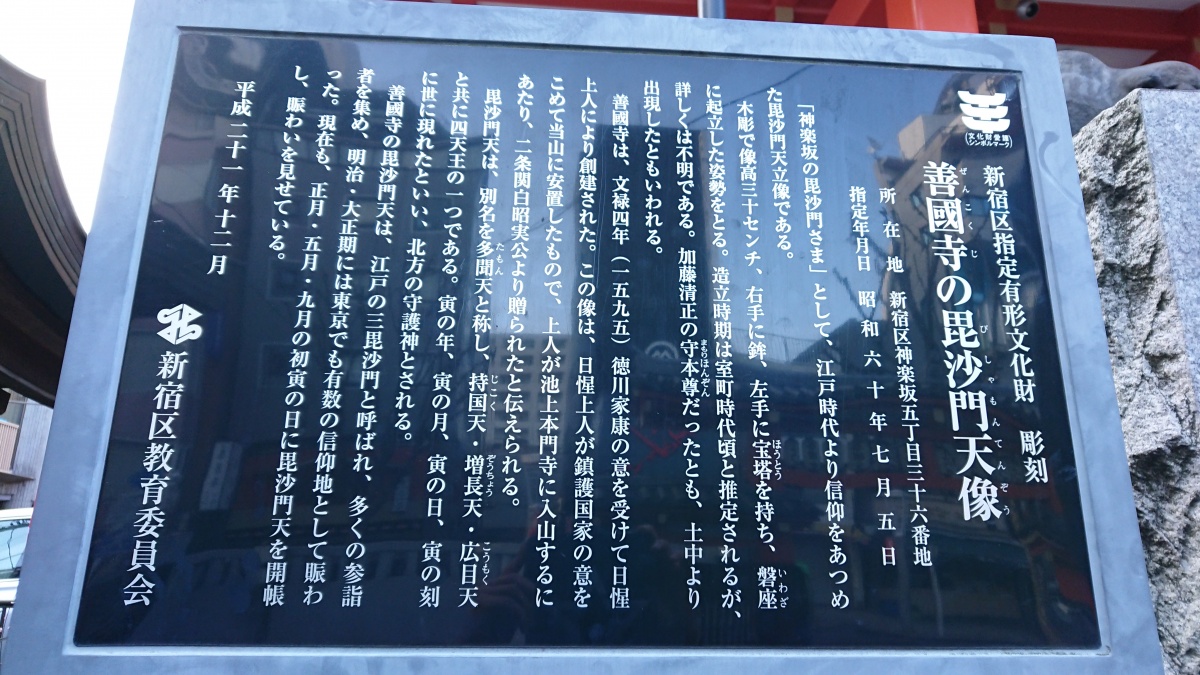 文化財愛護
シンボルマーク
新宿区指定有形文化財 彫刻
善國寺の毘沙門天像
ぜんこくじ びしゃもんてんぞう
所在地 新宿区神楽坂五丁目三十六番地
指定年月日 昭和六十年七月五日
「神楽坂の毘沙門さま」として、江戸時代より信仰をあつめ
た毘沙門天立像である。
木彫で像高三十センチ、右手に鉾、左手に宝塔を持ち、磐座
ほうとう いわざ
に起立した姿勢をとる。造立時期は室町時代頃と推定されるが、
詳しくは不明である。加藤清正の守本尊だったとも、土中より
まもりほんぞん
出現したともいわれる。
善國寺は、文禄四年（一五九五）徳川家康の意を受けて日惺
上人により創建された。この像は、日惺上人が鎮護国家の意を
こめて当山に安置したもので、上人が池上本門寺に入山するに
あたり、二条関白昭実公より贈られたと伝えられる。
毘沙門天は、別名を多聞天と称し、持国天・増長天・広目天
たもん じこく ぞうちょう こうもく
と共に四天王の一つである。寅の年、寅の月、寅の日、寅の刻
に世に現れたといい、北方の守護神とされる。
善國寺の毘沙門天は、江戸の三毘沙門と呼ばれ、多くの参詣
者を集め、明治・大正期には東京でも有数の信仰地として賑わ
った。現在も、正月・五月・九月の初寅の日に毘沙門天を開帳
し、賑わいを見せている。
平成二十一年十二月
新宿区教育委員会